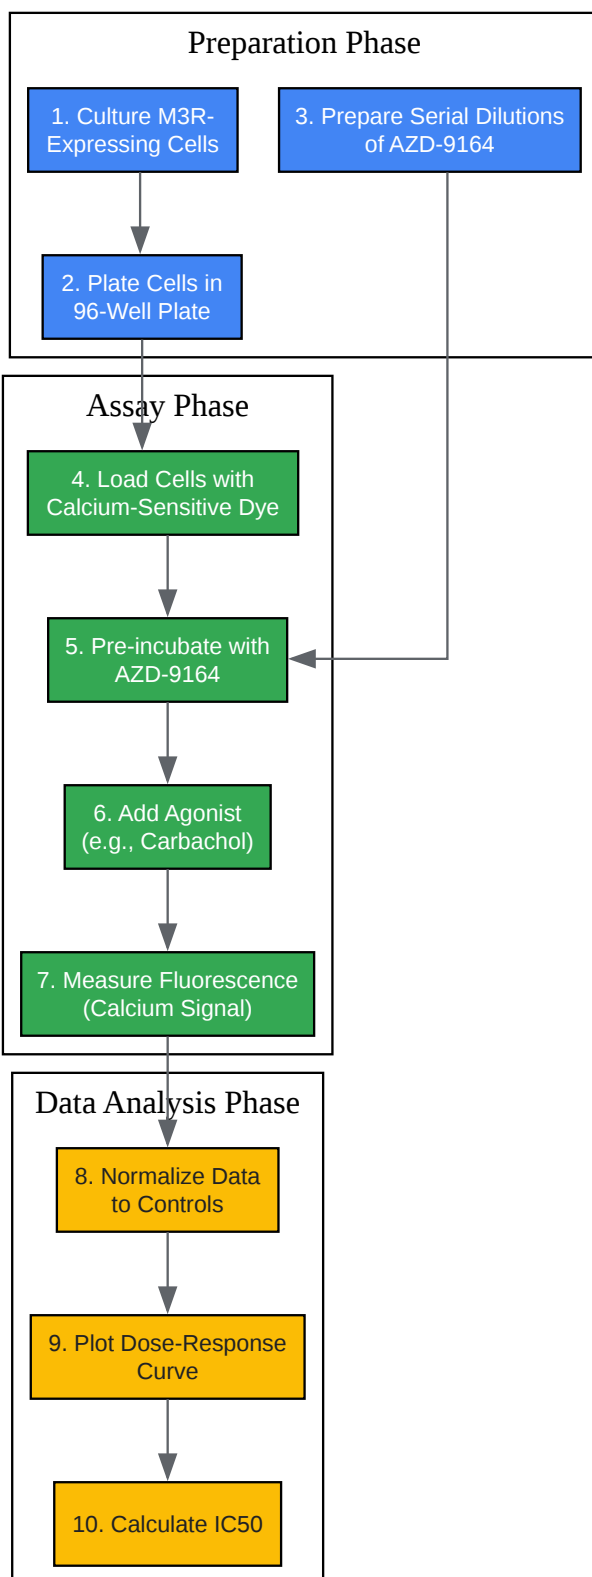 Preparation Phase
1. Culture M3R-
Expressing Cells
3. Prepare Serial Dilutions
of AZD-9164
2. Plate Cells in
96-Well Plate
Assay Phase
4. Load Cells with
Calcium-Sensitive Dye
5. Pre-incubate with
AZD-9164
6. Add Agonist
(e.g., Carbachol)
7. Measure Fluorescence
(Calcium Signal)
Data Analysis Phase
8. Normalize Data
to Controls
9. Plot Dose-Response
Curve
10. Calculate IC50